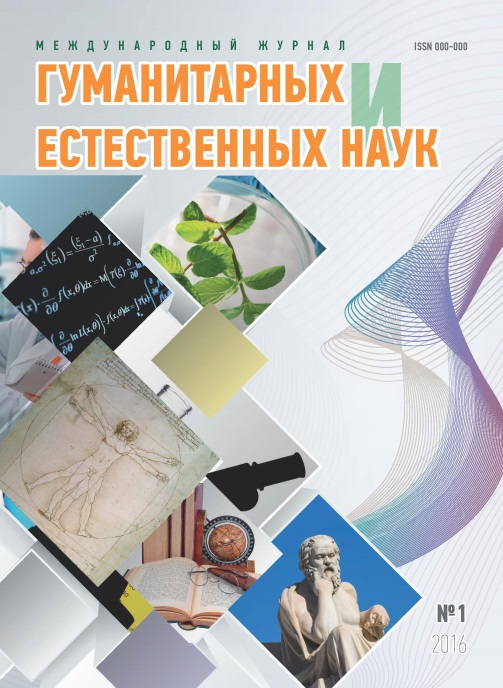 МЕЖДУНАРОДНЫЙ ЖУРНАЛ
ISSN 000-000
ГУМАНИТАРНЫХ И
ЕСТЕСТВЕННЫХ НАУК
№1
2016